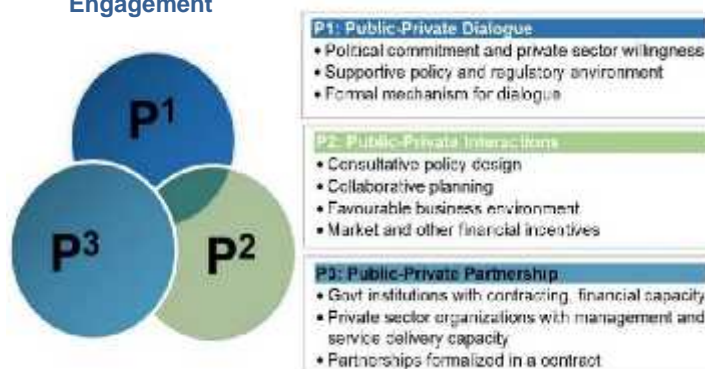 Engagement
P1: Public-Private Dialogue
• Political commitment and private sector willingness
• Supportive policy and regulatory environment
• Formal mechanism for dialogue
P2: Public-Private Interactions
• Consultative policy design
• Collaborative planning
• Favourable business environment
• Market and other financial incentives
P3: Public-Private Partnership
• Govt institutions with contracting, financial capacity
• Private sector organizations with management and
service delivery capacity
• Partnerships formalized in a contract
P1
P3
P2